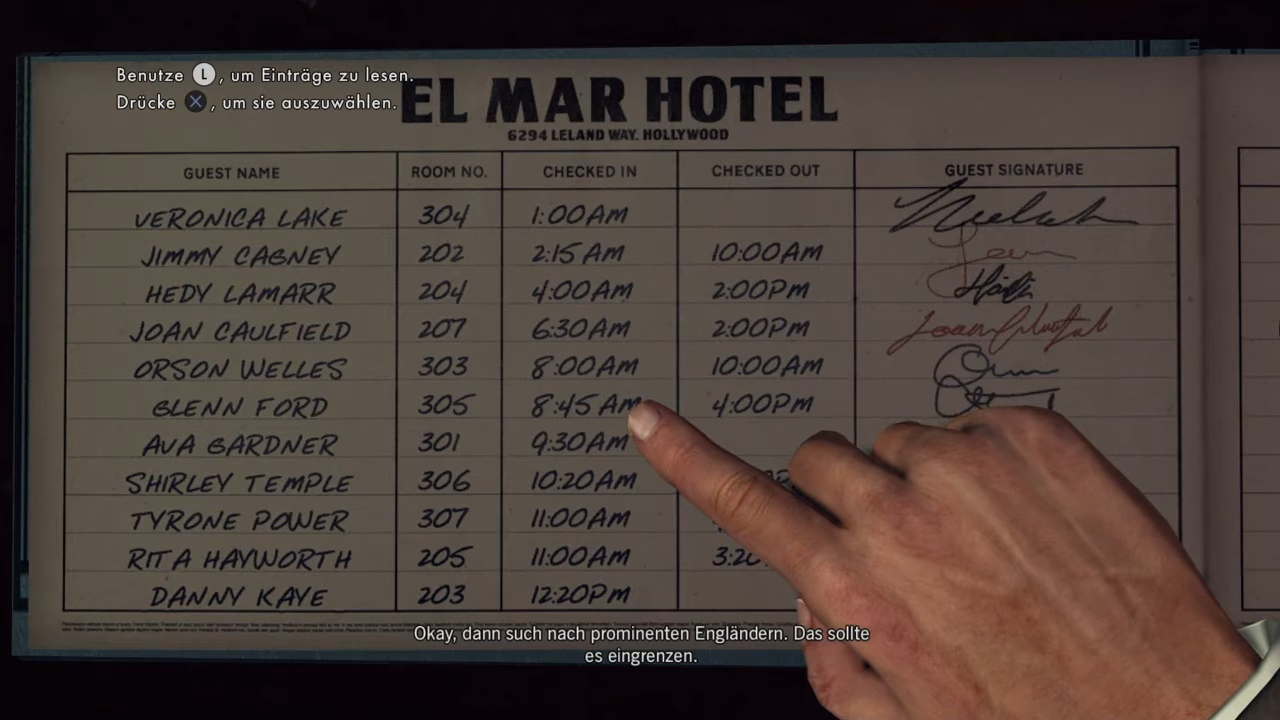 Benutze L, um Einträge zu lesen.
Drücke X, um sie auszuwählen.
EL MAR HOTEL
6294 LELAND WAY. HOLLYWOOD
GUEST NAME ROOM NO. CHECKED IN CHECKED OUT GUEST SIGNATURE
VERONICA LAKE 304 1:00AM
JIMMY CAGNEY 202 2:15AM 10:00AM
HEDY LAMARR 204 4:00AM 2:00PM
JOAN CAULFIELD 207 6:30AM 2:00PM
ORSON WELLES 303 8:00AM 10:00AM
GLENN FORD 305 8:45AM 4:00PM
AVA GARDNER 301 9:30AM
SHIRLEY TEMPLE 306 10:20AM
TYRONE POWER 307 11:00AM
RITA HAYWORTH 205 11:00AM
DANNY KAYE 203 12:20PM
Okay, dann such nach prominenten Engländern. Das sollte
es eingrenzen.